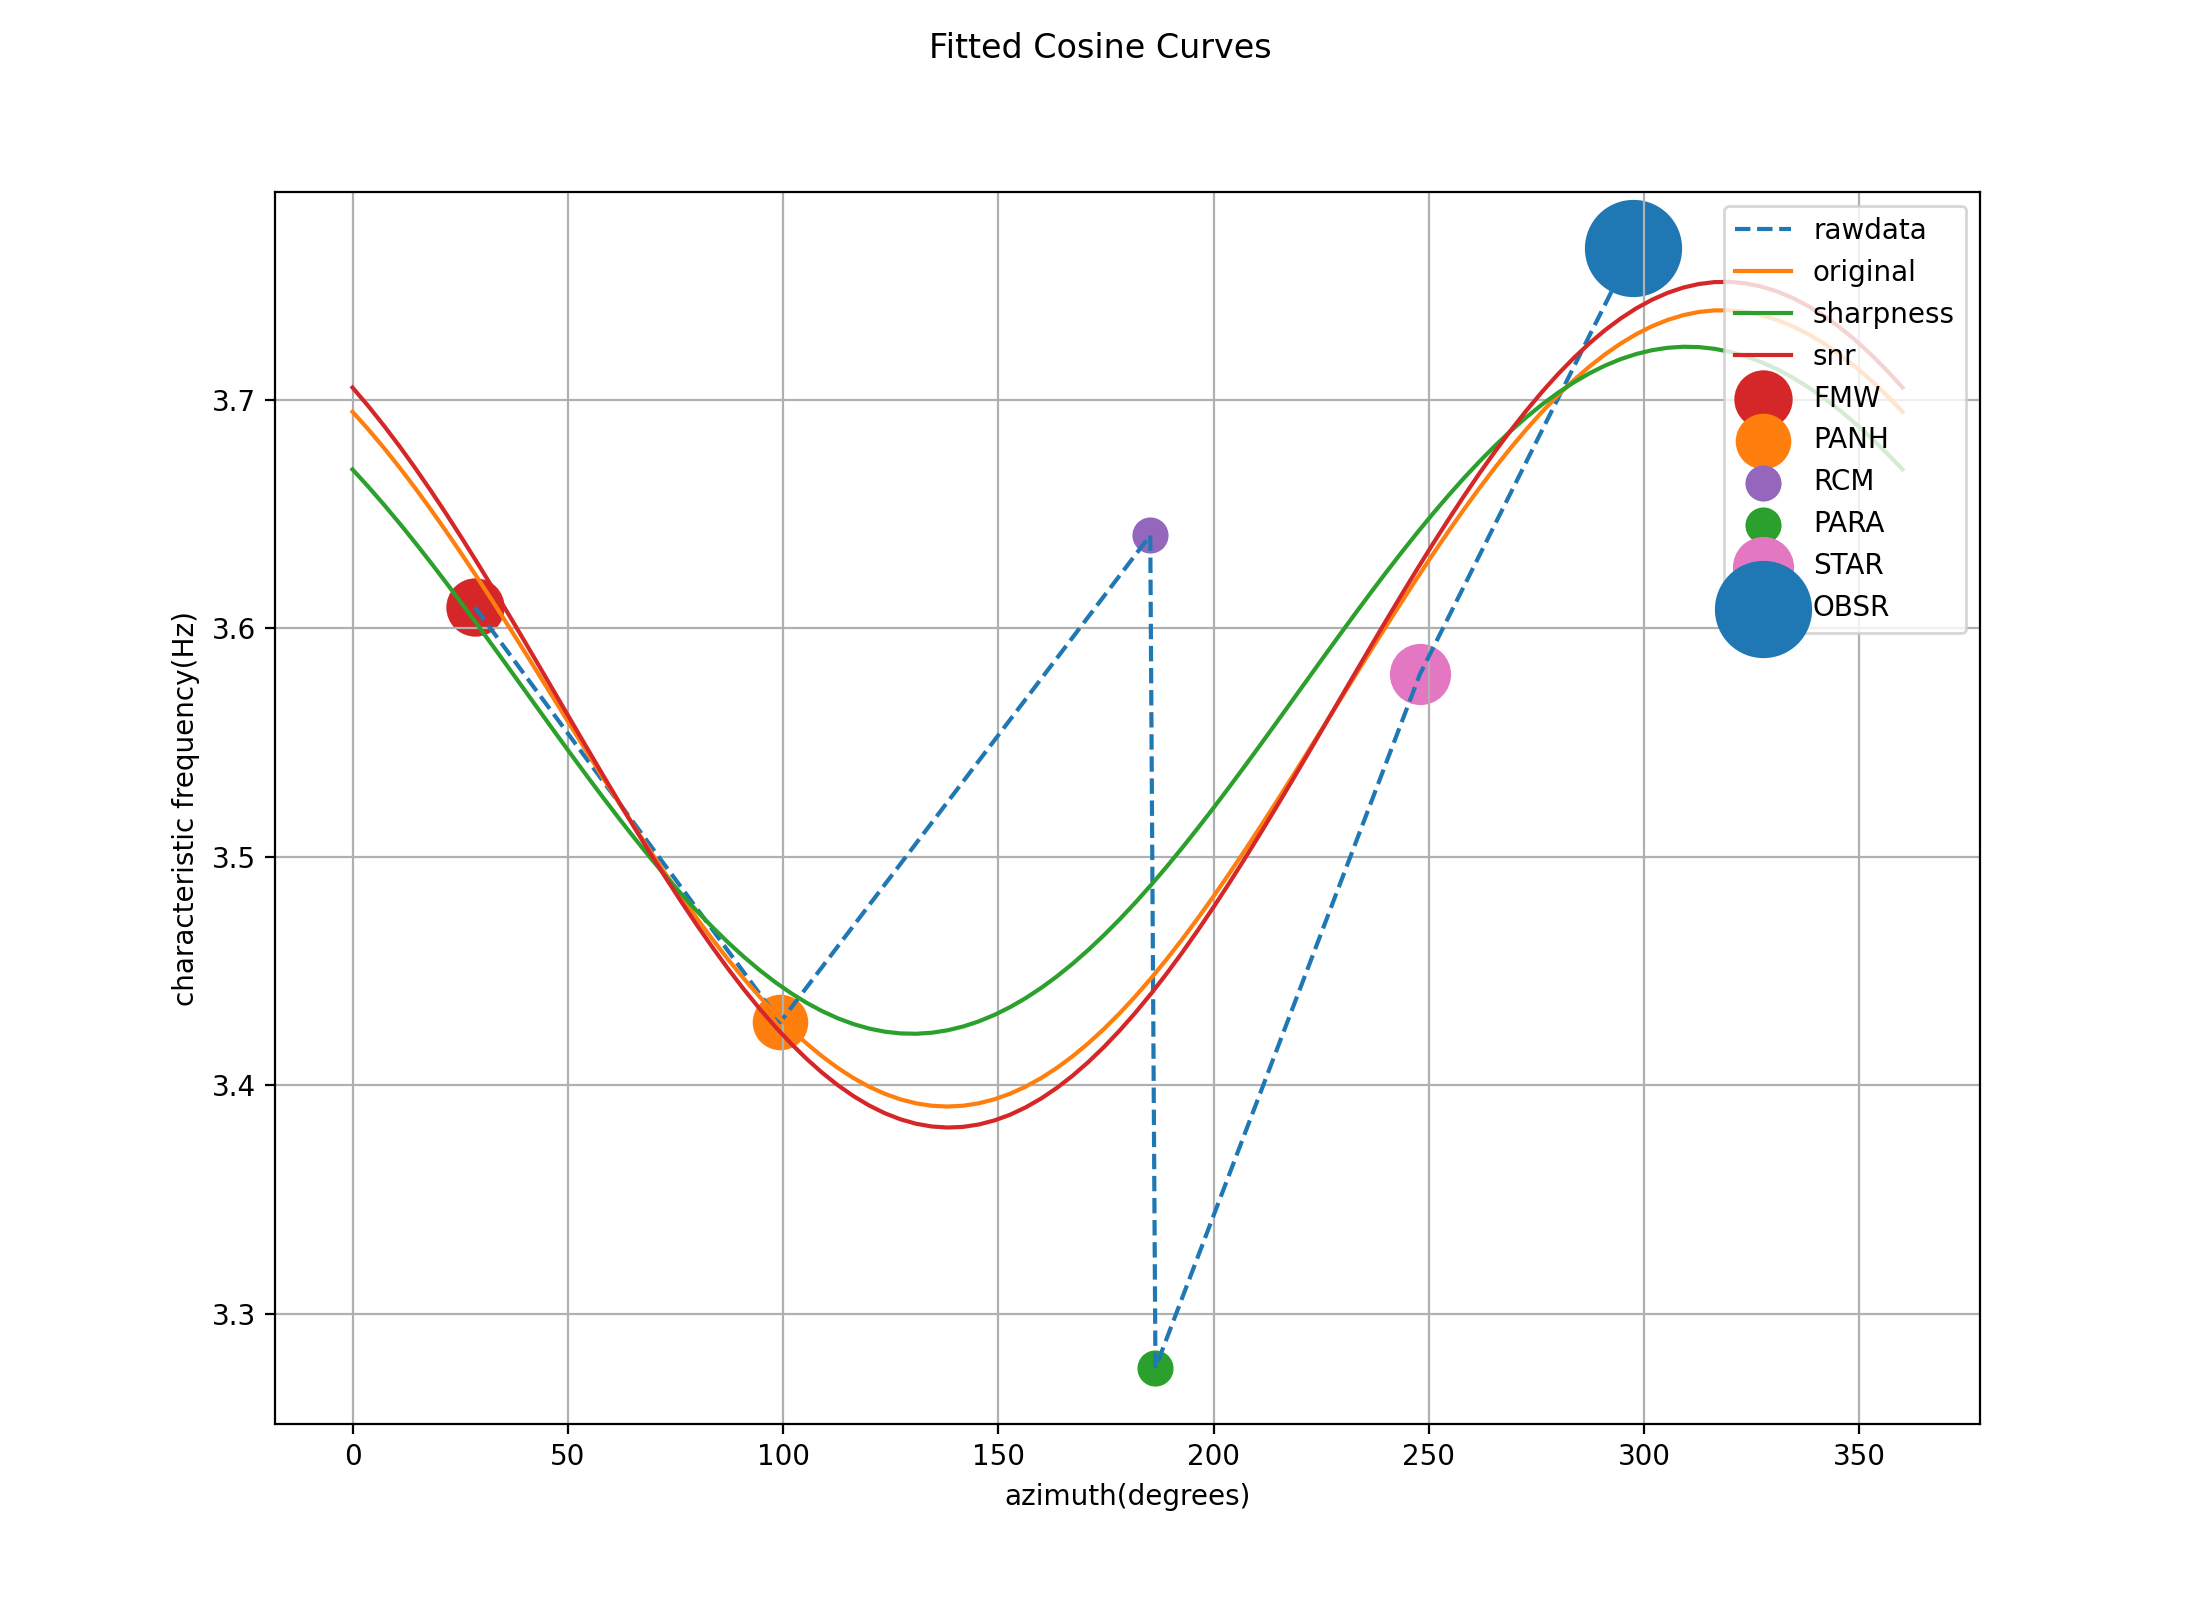 Fitted Cosine Curves
rawdata
original
sharpness
snr
FMW
PANH
RCM
PARA
STAR
OBSR
3.7
3.6
3.5
3.4
3.3
characteristic frequency(Hz)
0 50 100 150 200 250 300 350
azimuth(degrees)